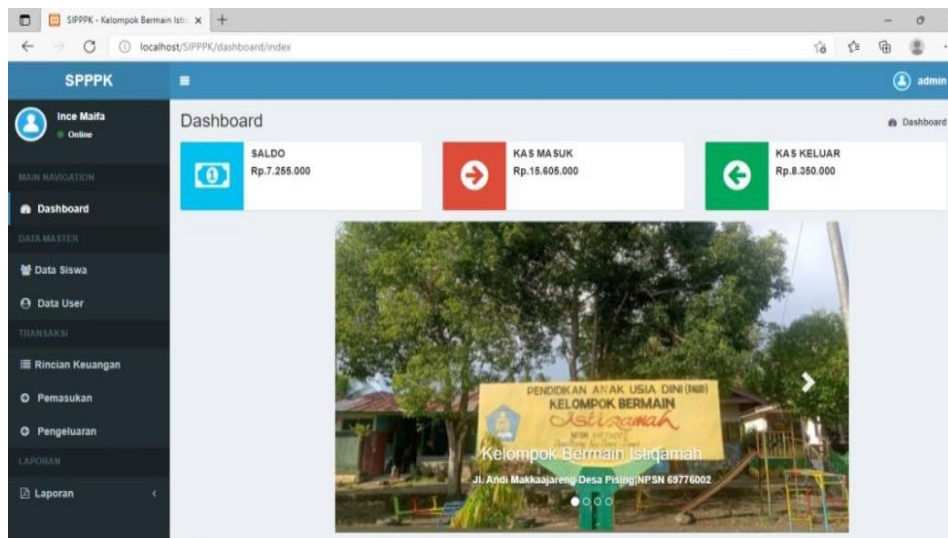 SIPPPK - Kelompok Bermain Istic
localhost/SIPPPK/dashboard/index
SPPPK
admin
Ince Maifa
Online
Dashboard
Dashboard
SALDO
Rp.7.255.000
KAS MASUK
Rp.15.605.000
KAS KELUAR
Rp.8.350.000
MAIN NAVIGATION
Dashboard
DATA MASTER
Data Siswa
Data User
TRANSAKSI
Rincian Keuangan
Pemasukan
Pengeluaran
LAPORAN
Laporan
PENDIDIKAN ANAK USIA DINI (PAUD)
KELOMPOK BERMAIN
Istiqamah
NPSN 69776002
Kelompok Bermain Istiqamah
Jl. Andi Makkaajareng Desa Pising,NPSN 69776002